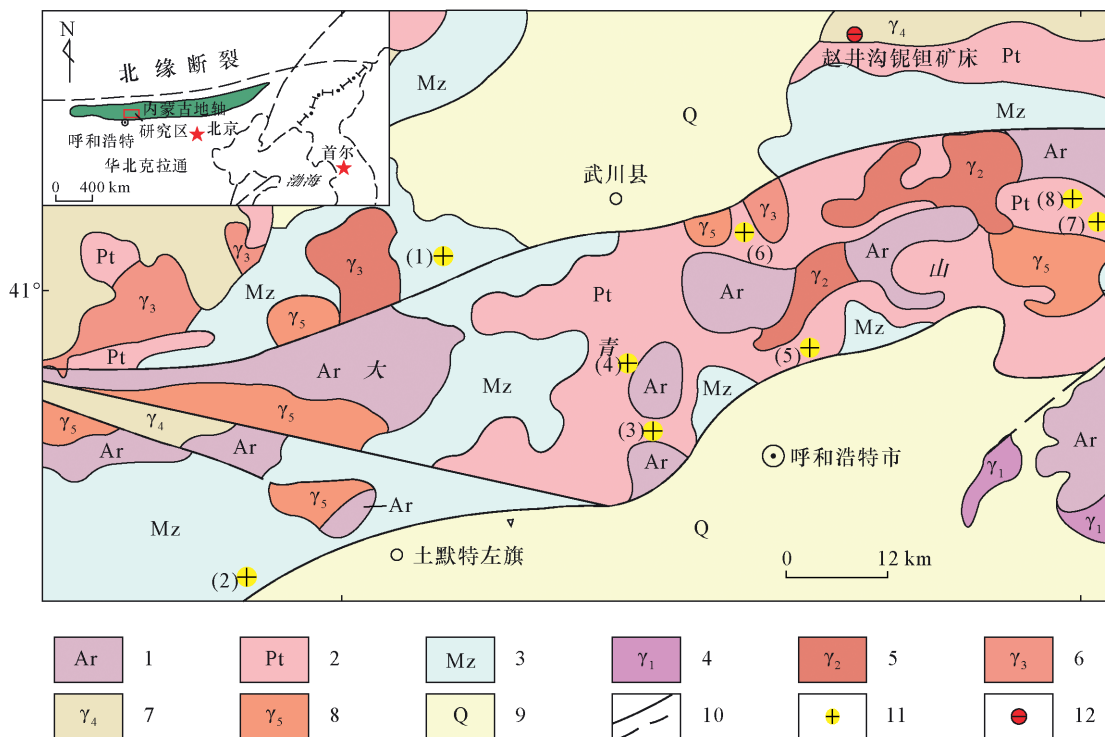 N
北缘断裂
内蒙古地轴
呼和浩特
研究区
北京
华北克拉通
首尔
渤海
0 400 km
41°
Mz
Q
γ₄
赵井沟铌钽矿床
Pt
Mz
武川县
Ar
γ₂
Pt
(8)
(7)
γ₃
γ₅
(6)
γ₃
Pt
γ₃
(1)
γ₃
Mz
γ₅
Pt
Ar
γ₂
Ar
山
γ₅
Pt
Ar
大
Mz
青
(4)
Ar
(5)
Mz
Mz
γ₅
γ₄
γ₅
Ar
Ar
(3)
Ar
呼和浩特市
Ar
γ₁
γ₁
γ₅
Ar
Mz
(2)
土默特左旗
Q
0 12 km
Ar 1
Pt 2
Mz 3
γ₁ 4
γ₂ 5
γ₃ 6
γ₄ 7
γ₅ 8
Q 9
10
11
12